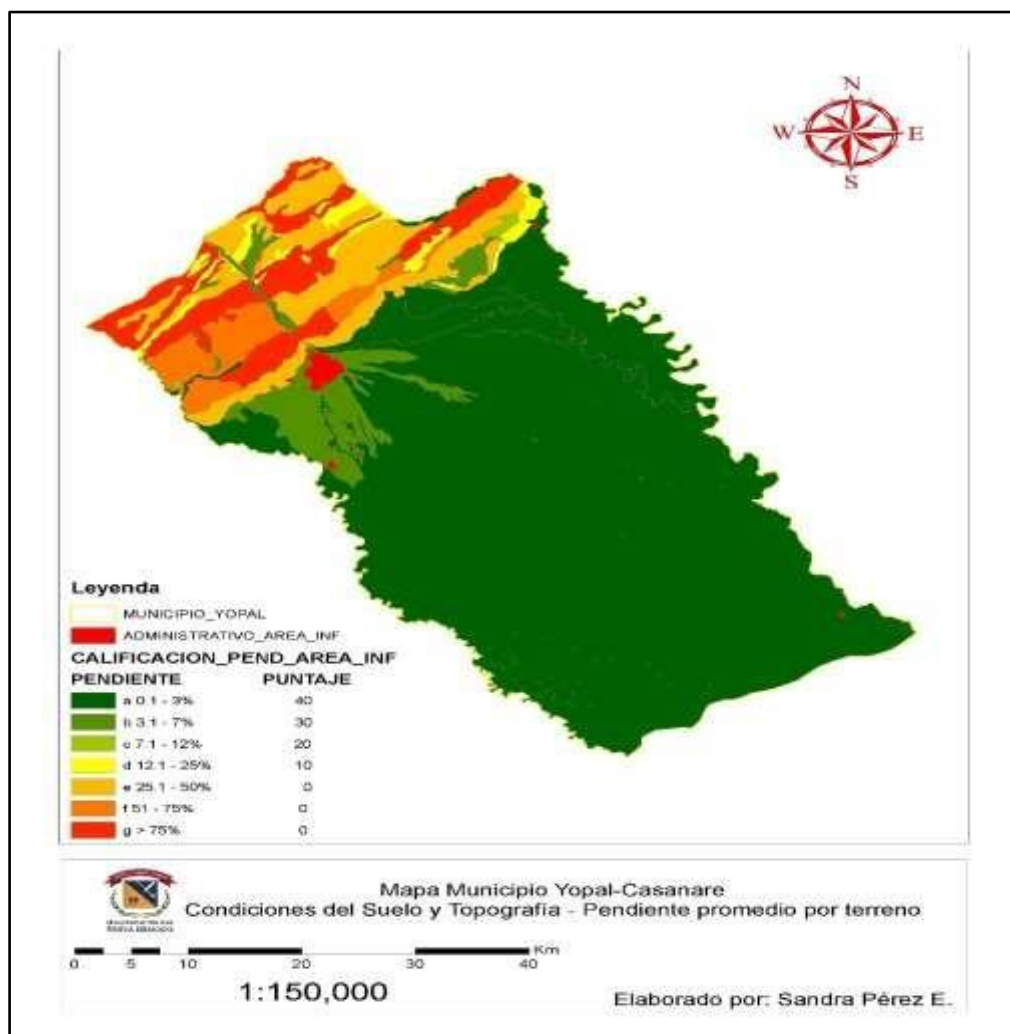 N
W E
S
Leyenda
MUNICIPIO_YOPAL
ADMINISTRATIVO_AREA_INF
CALIFICACION_PEND_AREA_INF
PENDIENTE PUNTAJE
a 0.1 - 3% 40
b 3.1 - 7% 30
c 7.1 - 12% 20
d 12.1 - 25% 10
e 25.1 - 50% 0
f 51 - 75% 0
g > 75% 0
Mapa Municipio Yopal-Casanare
Condiciones del Suelo y Topografía - Pendiente promedio por terreno
Km
0 5 10 20 30 40
1:150,000
Elaborado por: Sandra Pérez E.